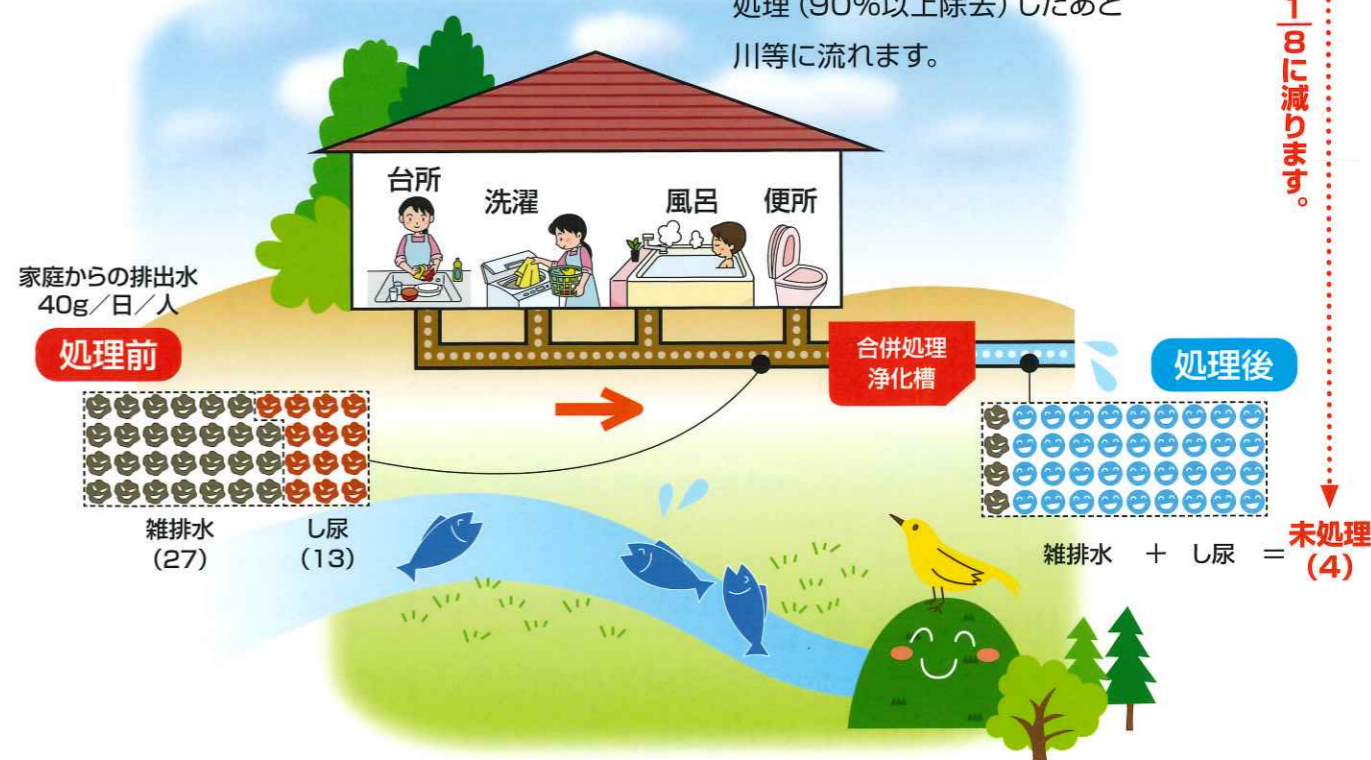 処理(90%以上除去)したあと
川等に流れます。
1/8に減ります。
台所
洗濯
風呂
便所
家庭からの排出水
40g/日/人
処理前
合併処理
浄化槽
処理後
雑排水
(27)
し尿
(13)
雑排水 + し尿 = 未処理
(4)